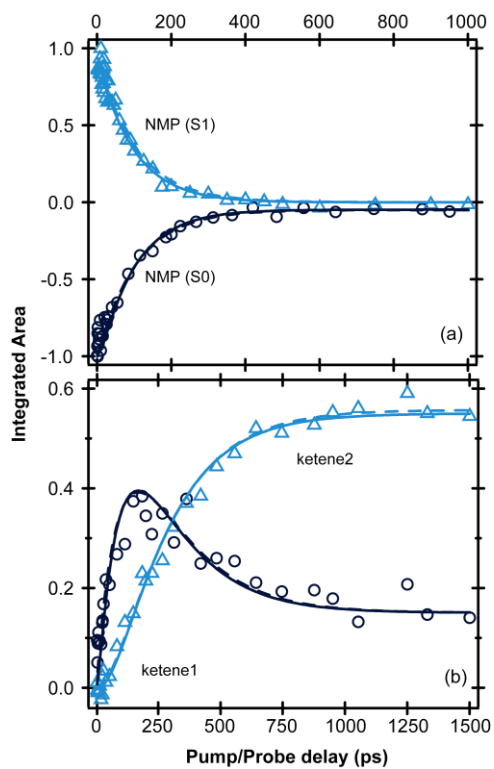 0 200 400 600 800 1000
1.0
NMP (S1)
0.5
0.0
NMP (S0)
-0.5
-1.0
(a)
Integrated Area
0.6
ketene2
0.4
0.2
ketene1
0.0
(b)
0 250 500 750 1000 1250 1500
Pump/Probe delay (ps)